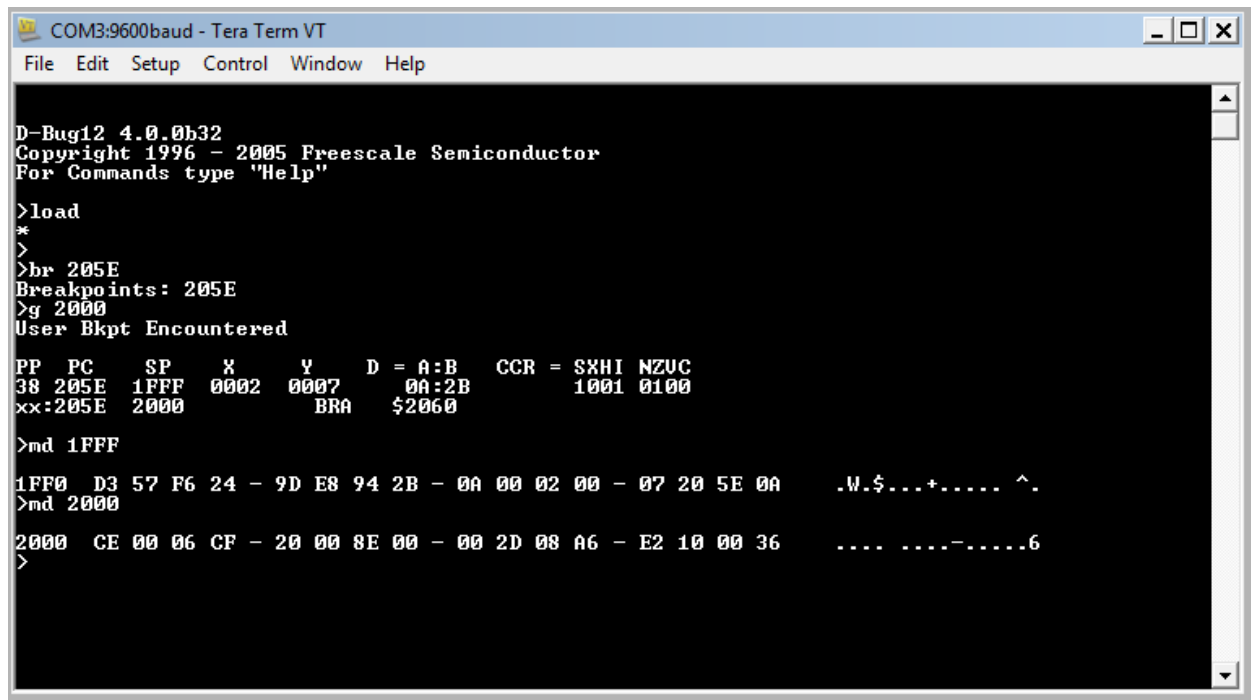 COM3:9600baud - Tera Term VT
File Edit Setup Control Window Help
D-Bug12 4.0.0b32
Copyright 1996 - 2005 Freescale Semiconductor
For Commands type "Help"
>load
*
>
>br 205E
Breakpoints: 205E
>g 2000
User Bkpt Encountered
PP PC SP X Y D = A:B CCR = SXHI NZVC
38 205E 1FFF 0002 0007 0A:2B 1001 0100
xx:205E 2000 BRA $2060
>md 1FFF
1FF0 D3 57 F6 24 - 9D E8 94 2B - 0A 00 02 00 - 07 20 5E 0A .W.$...+..... ^.
>md 2000
2000 CE 00 06 CF - 20 00 8E 00 - 00 2D 08 A6 - E2 10 00 36 .... ....-.....6
>